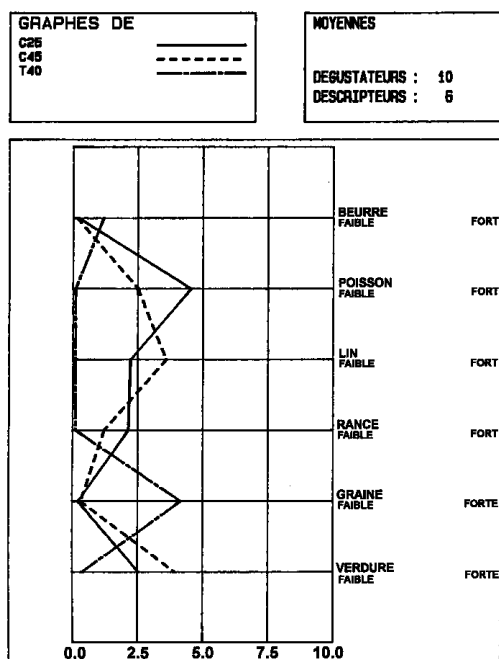 GRAPHES DE
C25
C45
T40
MOYENNES
DEGUSTATEURS : 10
DESCRIPTEURS : 6
BEURRE
FAIBLE FORT
POISSON
FAIBLE FORT
LIN
FAIBLE FORT
RANCE
FAIBLE FORT
GRAINE
FAIBLE FORTE
VERDURE
FAIBLE FORTE
0.0 2.5 5.0 7.5 10.0